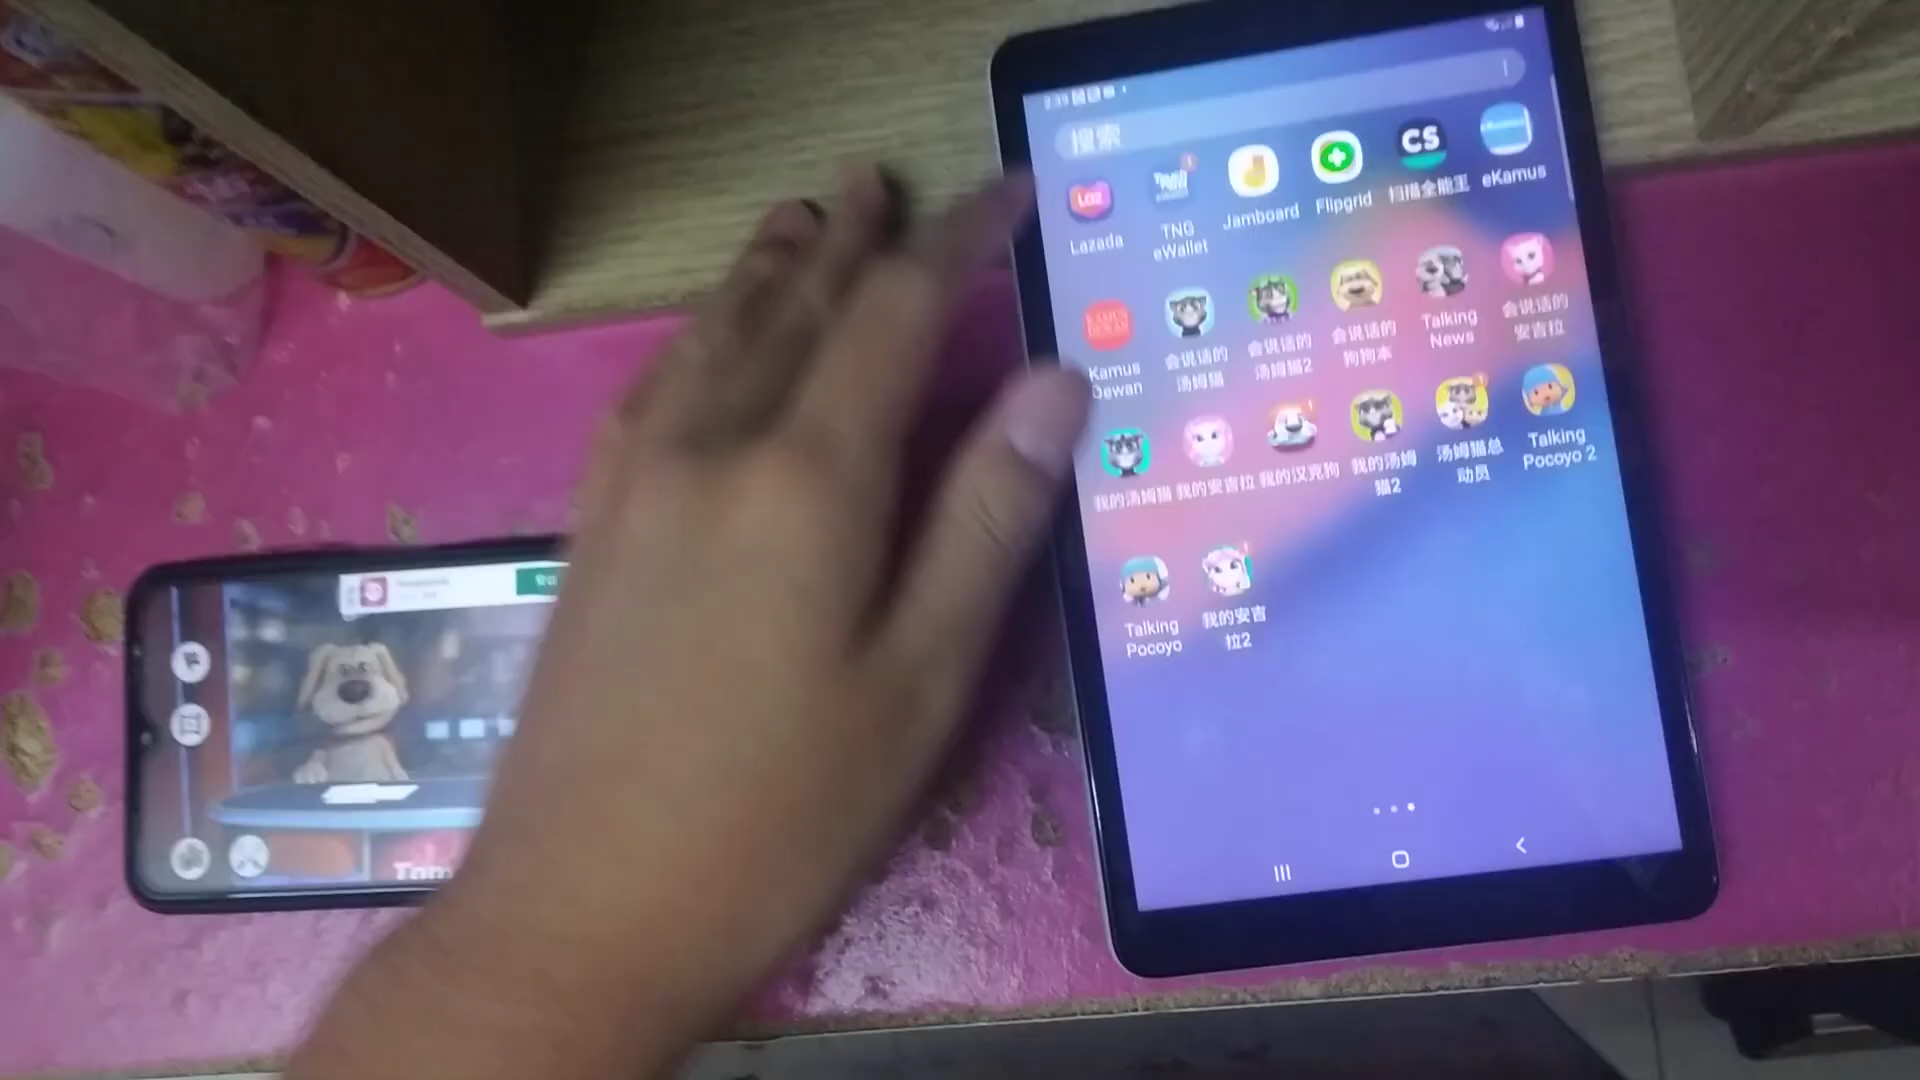 搜索
Lazada
TNG
eWallet
Jamboard
Flipgrid
CS
扫描全能王
eKamus
KAMUS
DEWAN
Kamus
Dewan
会说话的
汤姆猫
会说话的
汤姆猫2
会说话的
狗狗本
Talking
News
会说话的
安吉拉
我的汤姆猫
我的安吉拉
我的汉克狗
我的汤姆
猫2
汤姆猫总
动员
Talking
Pocoyo 2
Talking
Pocoyo
我的安吉
拉2
Tom